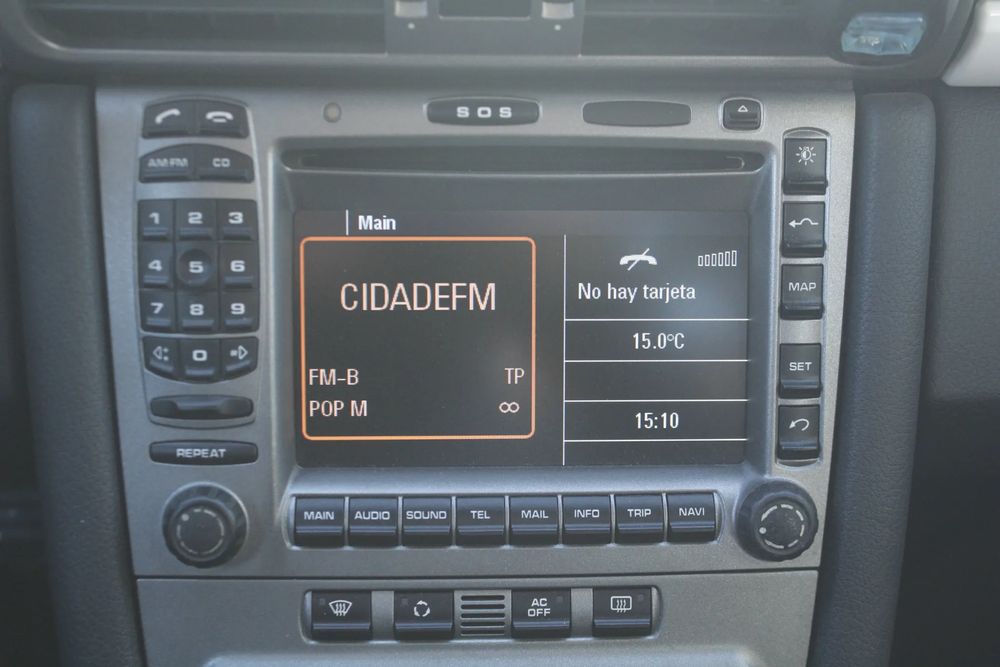 SOS
AM·FM CD
1 2 3
4 5 6
7 8 9
0
REPEAT
Main
CIDADEFM
FM-B TP
POP M
No hay tarjeta
15.0°C
15:10
MAP
SET
MAIN AUDIO SOUND TEL MAIL INFO TRIP NAVI
AC
OFF